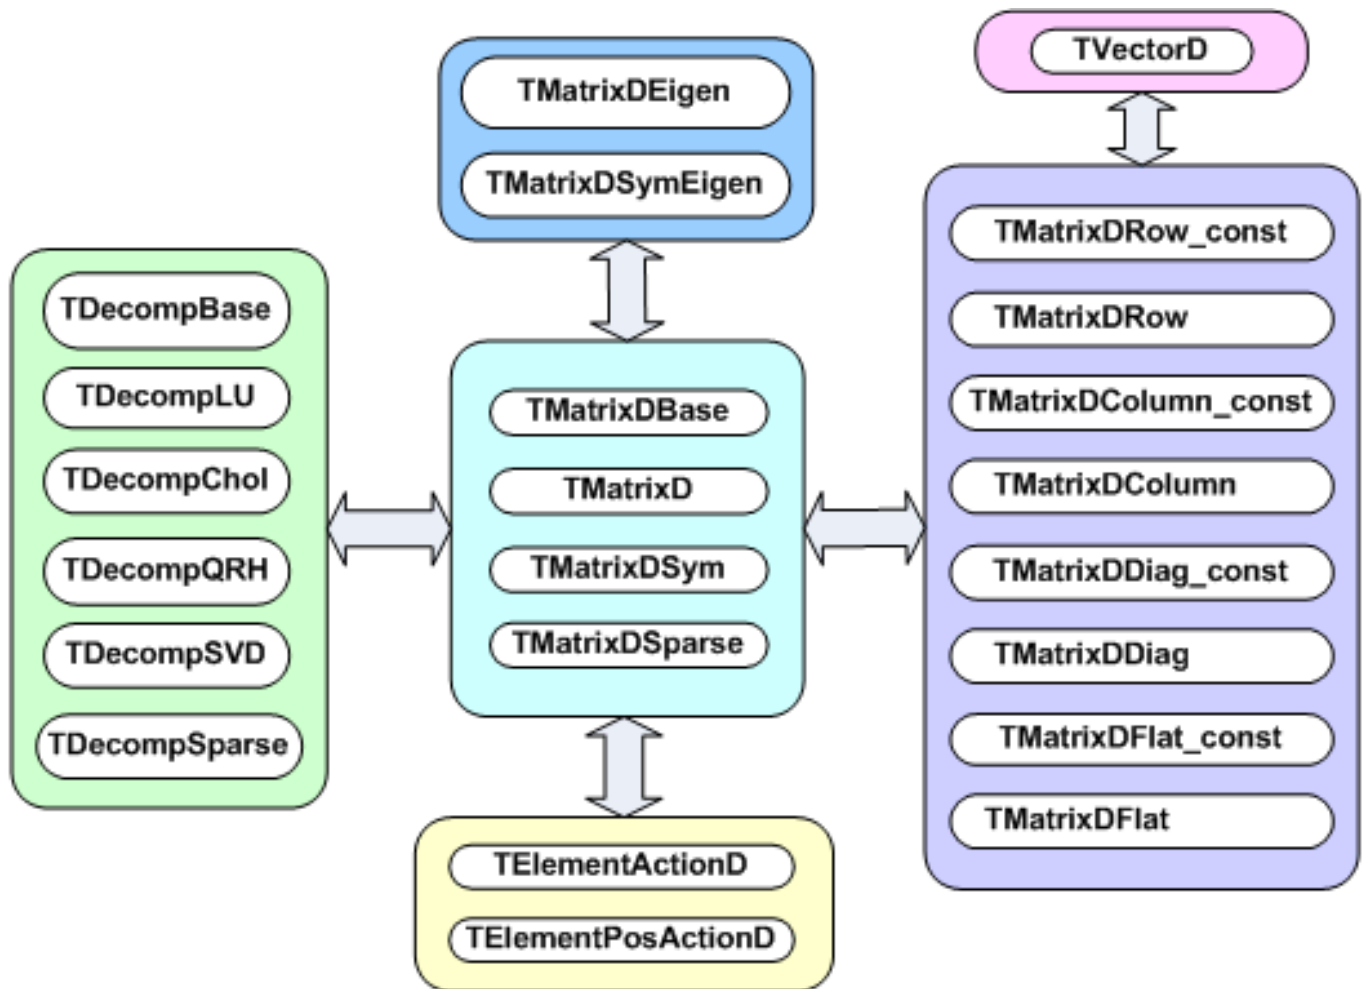 TVectorD
TMatrixDEigen
TMatrixDSymEigen
TDecompBase
TDecompLU
TDecompChol
TDecompQRH
TDecompSVD
TDecompSparse
TMatrixDBase
TMatrixD
TMatrixDSym
TMatrixDSparse
TMatrixDRow_const
TMatrixDRow
TMatrixDColumn_const
TMatrixDColumn
TMatrixDDiag_const
TMatrixDDiag
TMatrixDFlat_const
TMatrixDFlat
TElementActionD
TElementPosActionD